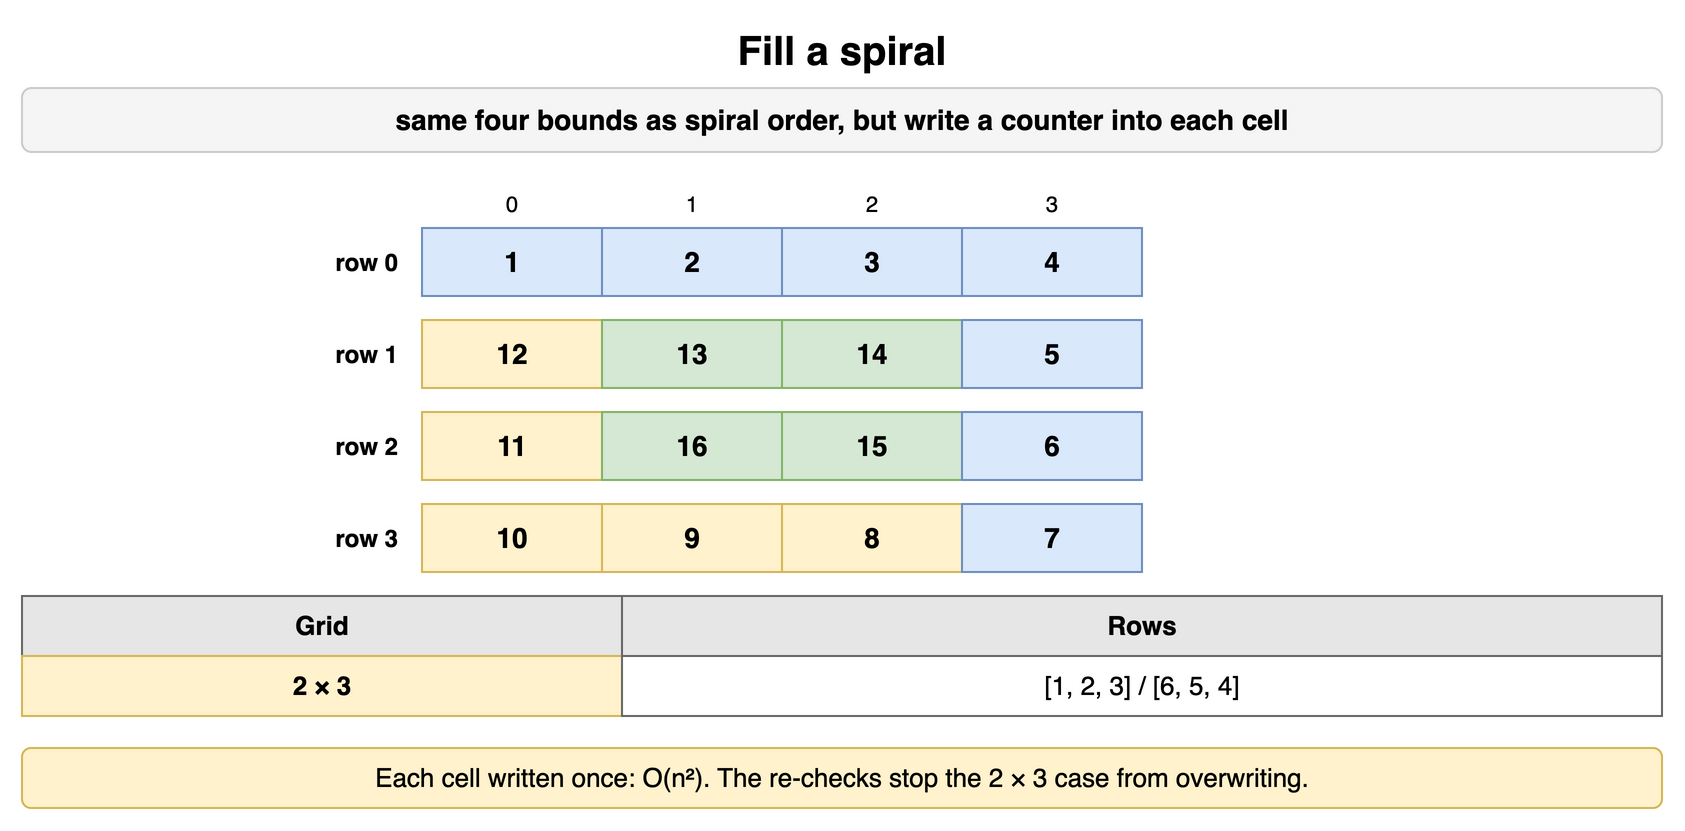 Fill a spiral
same four bounds as spiral order, but write a counter into each cell
0 1 2 3
row 0 1 2 3 4
row 1 12 13 14 5
row 2 11 16 15 6
row 3 10 9 8 7
Grid Rows
2 × 3 [1, 2, 3] / [6, 5, 4]
Each cell written once: O(n²). The re-checks stop the 2 × 3 case from overwriting.